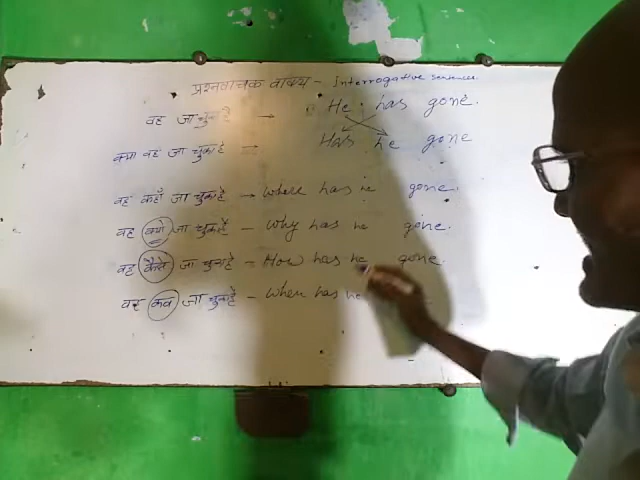 प्रश्नवाचक वाक्य - Interrogative Sentences.
वह जा चुका है → He has gone.
क्या वह जा चुका है → Has he gone
वह कहाँ जा चुका है → Where has he gone.
वह क्यों जा चुका है - Why has he gone.
वह कैसे जा चुका है - How has he gone.
वह कब जा चुका है - When has he